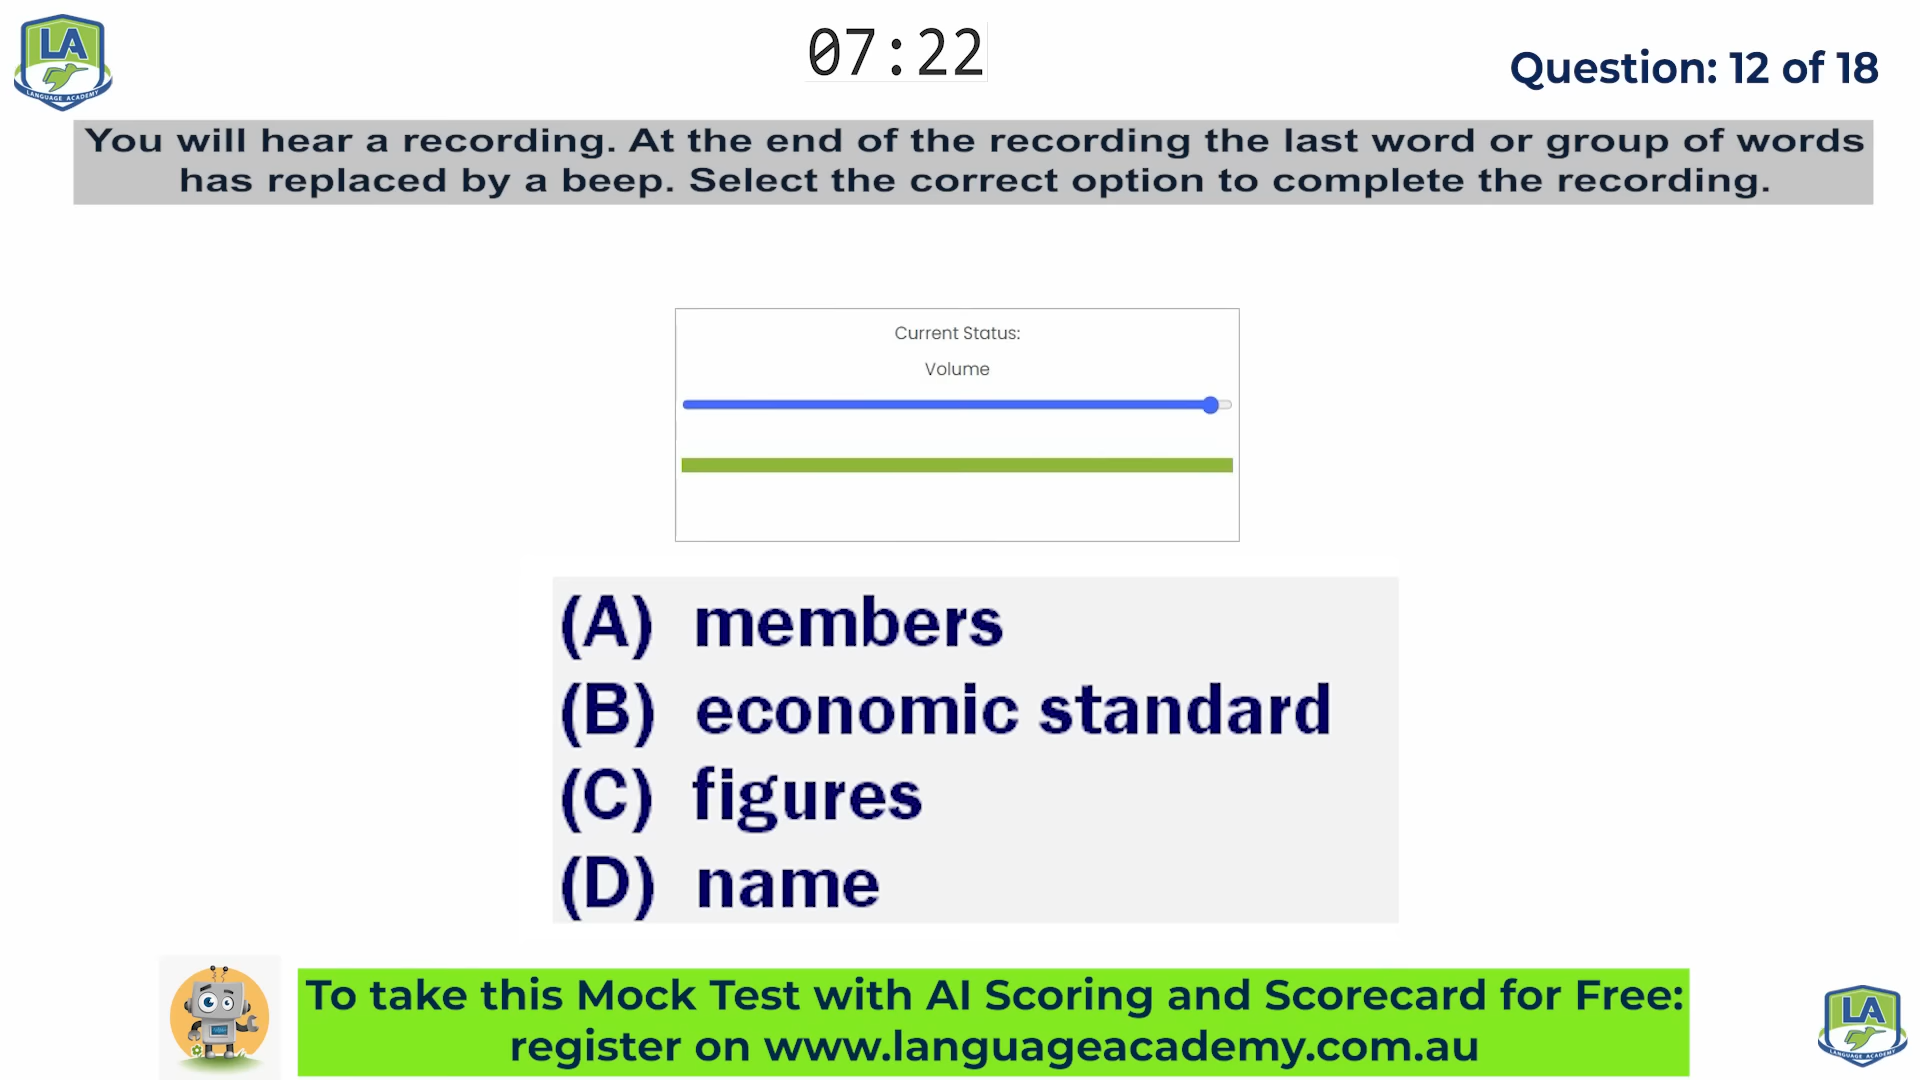 LA
LANGUAGE ACADEMY
07:22
Question: 12 of 18
You will hear a recording. At the end of the recording the last word or group of words
has replaced by a beep. Select the correct option to complete the recording.
Current Status:
Volume
(A) members
(B) economic standard
(C) figures
(D) name
To take this Mock Test with AI Scoring and Scorecard for Free:
register on www.languageacademy.com.au
LA
LANGUAGE ACADEMY